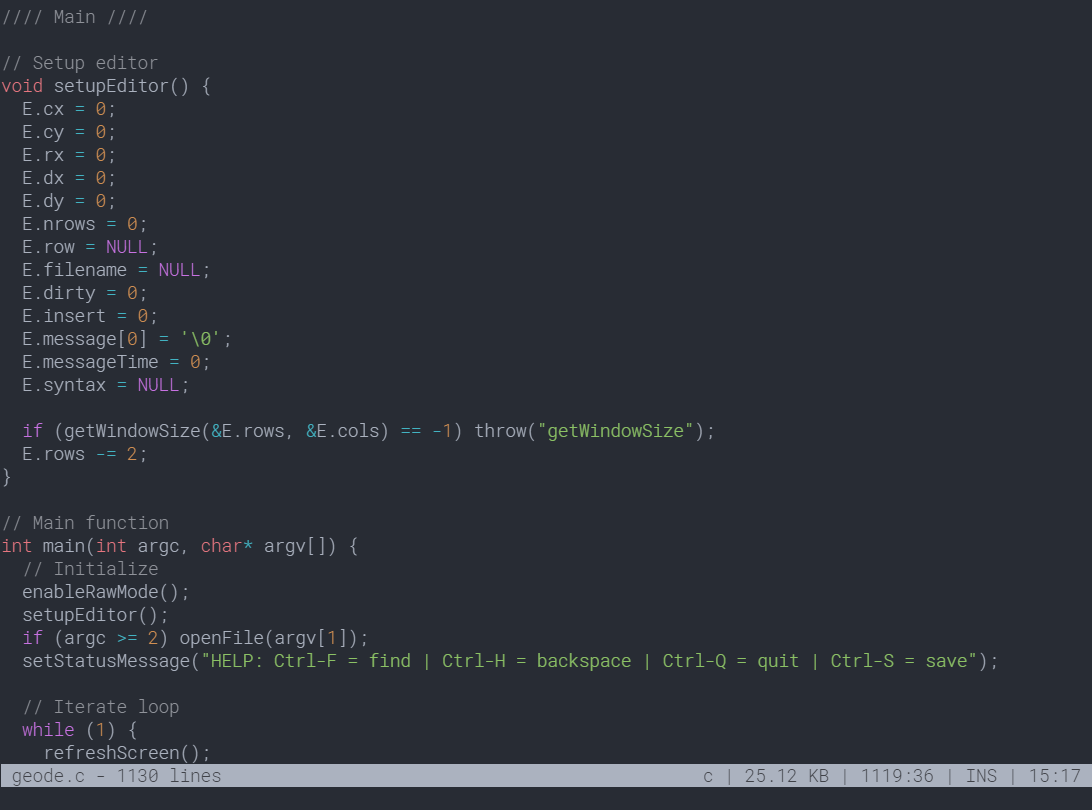 //// Main ////
// Setup editor
void setupEditor() {
  E.cx = 0;
  E.cy = 0;
  E.rx = 0;
  E.dx = 0;
  E.dy = 0;
  E.nrows = 0;
  E.row = NULL;
  E.filename = NULL;
  E.dirty = 0;
  E.insert = 0;
  E.message[0] = '\0';
  E.messageTime = 0;
  E.syntax = NULL;
  if (getWindowSize(&E.rows, &E.cols) == -1) throw("getWindowSize");
  E.rows -= 2;
}
// Main function
int main(int argc, char* argv[]) {
  // Initialize
  enableRawMode();
  setupEditor();
  if (argc >= 2) openFile(argv[1]);
  setStatusMessage("HELP: Ctrl-F = find | Ctrl-H = backspace | Ctrl-Q = quit | Ctrl-S = save");
  // Iterate loop
  while (1) {
    refreshScreen();
geode.c - 1130 lines c | 25.12 KB | 1119:36 | INS | 15:17